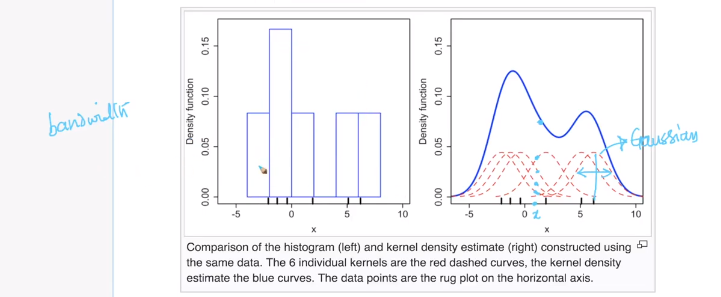 0.15
0.10
0.05
0.00
Density function
-5
0
5
10
x
0.15
0.10
0.05
0.00
Density function
-5
0
5
10
x
bandwidth
Gaussian
Comparison of the histogram (left) and kernel density estimate (right) constructed using
the same data. The 6 individual kernels are the red dashed curves, the kernel density
estimate the blue curves. The data points are the rug plot on the horizontal axis.